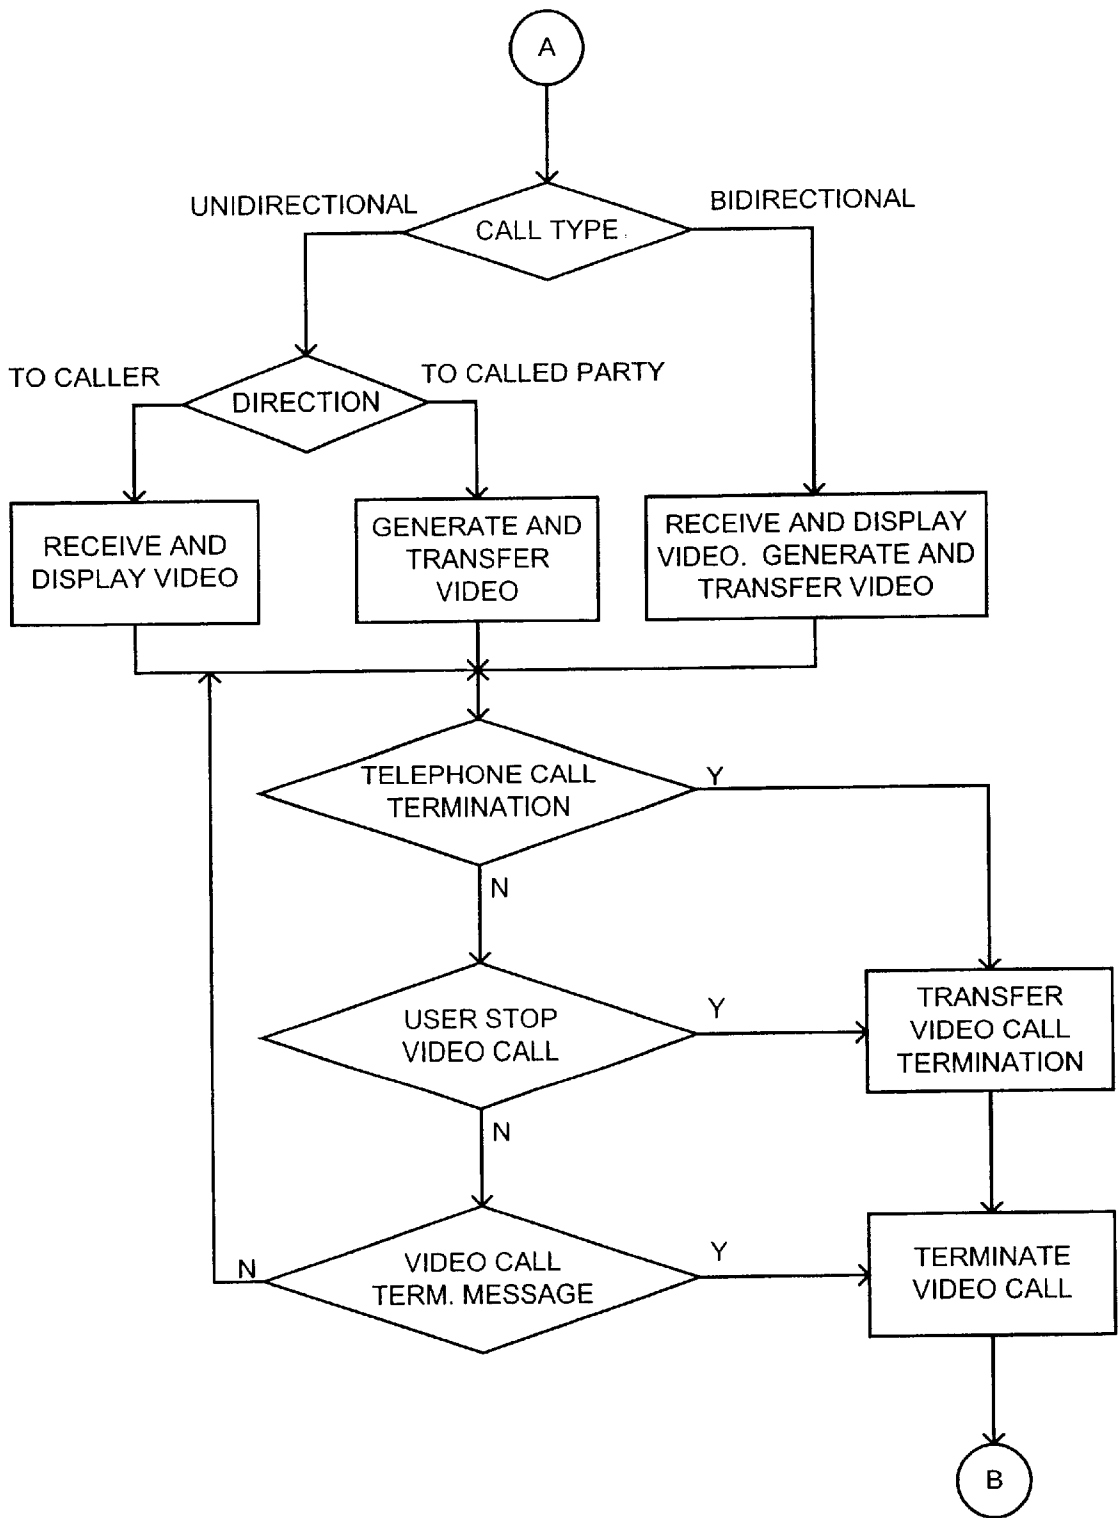 A
UNIDIRECTIONAL
BIDIRECTIONAL
CALL TYPE
TO CALLER
TO CALLED PARTY
DIRECTION
RECEIVE AND
DISPLAY VIDEO
GENERATE AND
TRANSFER
VIDEO
RECEIVE AND DISPLAY
VIDEO. GENERATE AND
TRANSFER VIDEO
TELEPHONE CALL
TERMINATION
Y
N
USER STOP
VIDEO CALL
Y
TRANSFER
VIDEO CALL
TERMINATION
N
VIDEO CALL
TERM. MESSAGE
N
Y
TERMINATE
VIDEO CALL
B